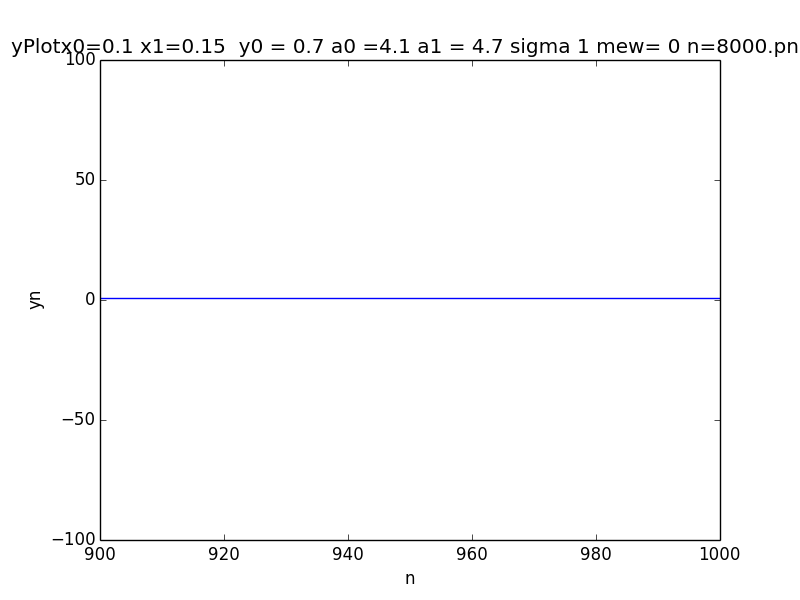 yPlotx0=0.1 x1=0.15  y0 = 0.7 a0 =4.1 a1 = 4.7 sigma 1 mew= 0 n=8000.pn
100
50
0
−50
−100
yn
900 920 940 960 980 1000
n